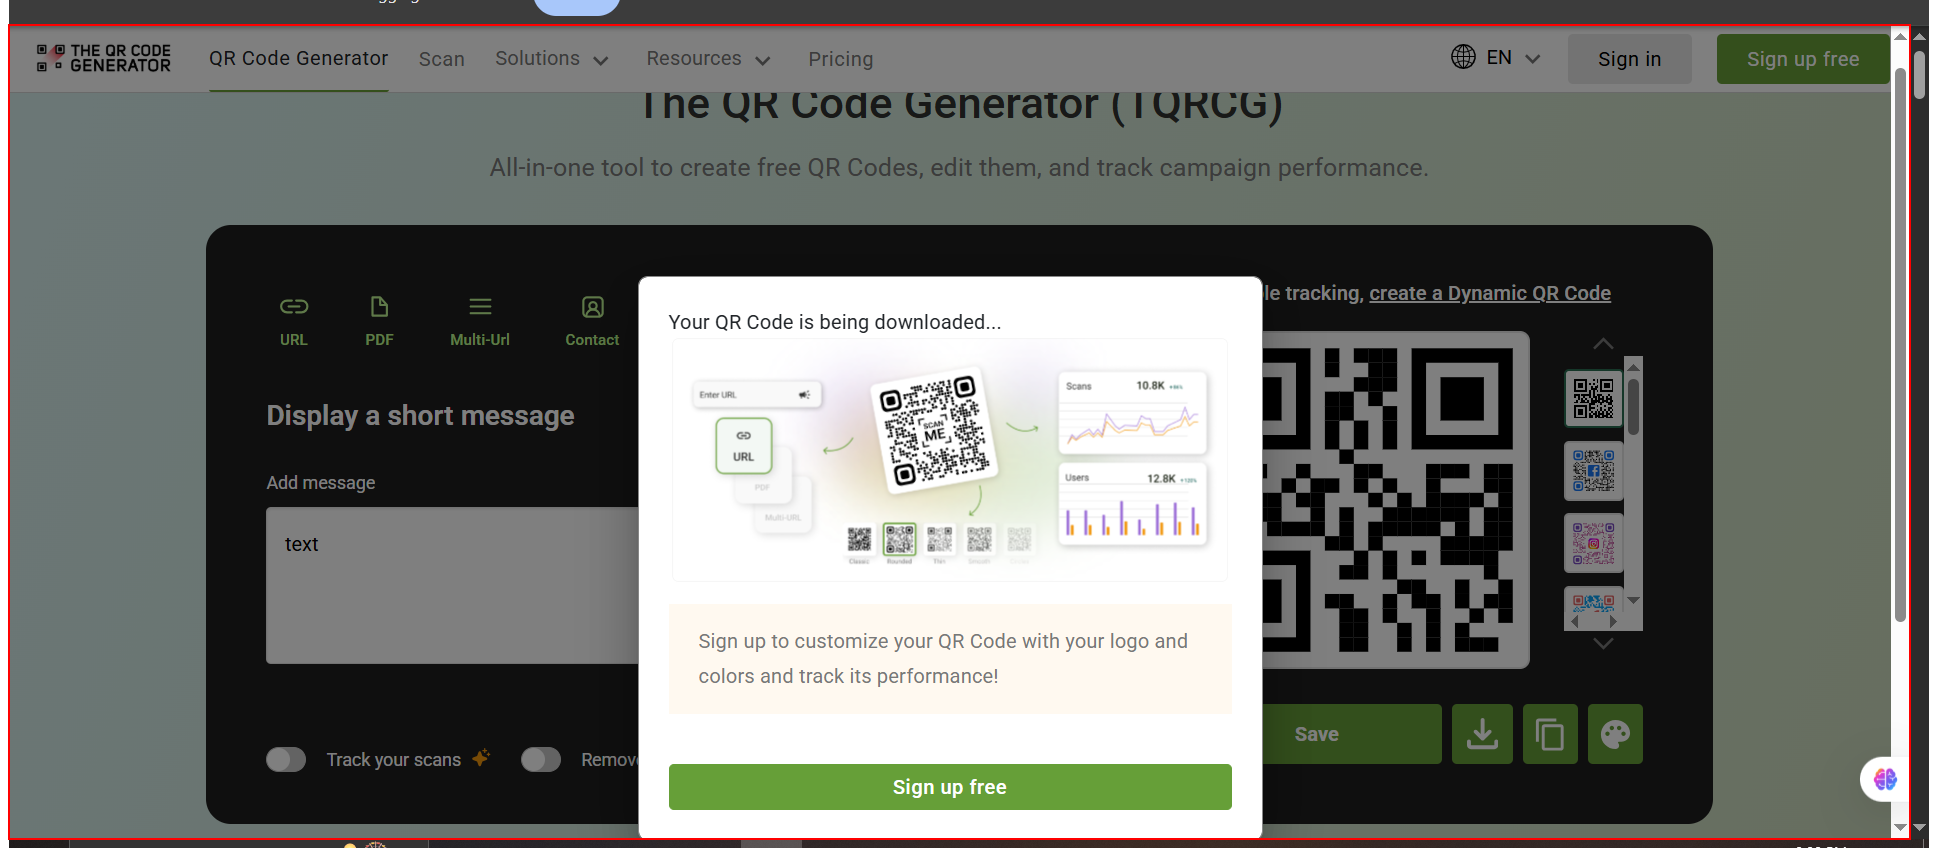 THE QR CODE
GENERATOR
QR Code Generator
Scan
Solutions
Resources
Pricing
EN
Sign in
Sign up free
The QR Code Generator (TQRCG)
All-in-one tool to create free QR Codes, edit them, and track campaign performance.
URL
PDF
Multi-Url
Contact
tracking, create a Dynamic QR Code
Display a short message
Add message
text
Track your scans
Your QR Code is being downloaded...
Enter URL
URL
PDF
Multi-URL
SCAN
ME
Scans 10.8K
Users 12.8K
Classic
Rounded
Thin
Smooth
Sign up to customize your QR Code with your logo and
colors and track its performance!
Sign up free
Save